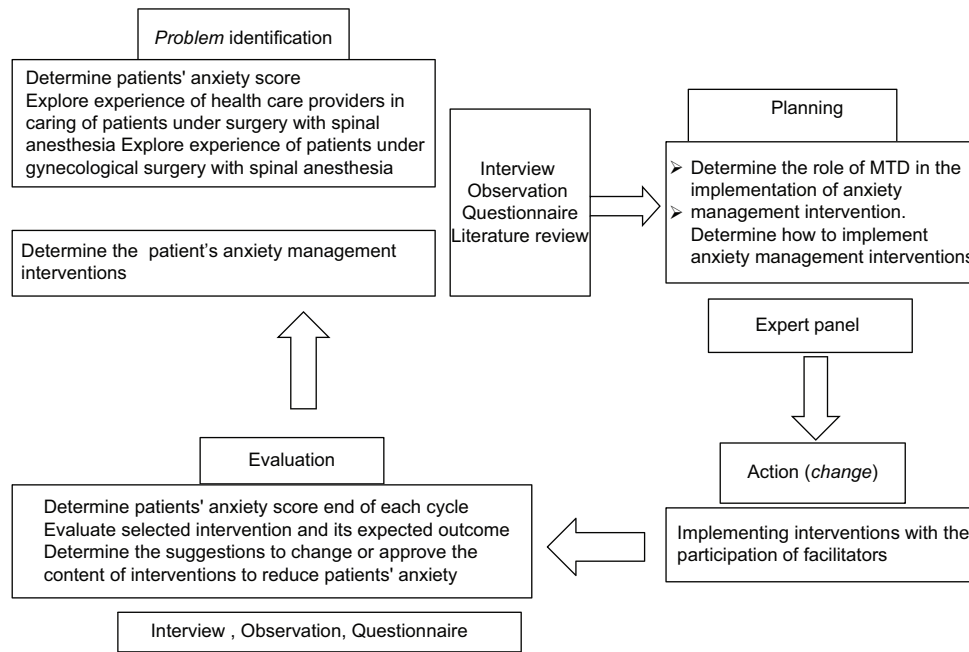 Problem identification
Determine patients' anxiety score
Explore experience of health care providers in
caring of patients under surgery with spinal
anesthesia Explore experience of patients under
gynecological surgery with spinal anesthesia
Determine the patient's anxiety management
interventions
Interview
Observation
Questionnaire
Literature review
Planning
➢ Determine the role of MTD in the
implementation of anxiety
➢ management intervention.
Determine how to implement
anxiety management interventions
Expert panel
Action (change)
Implementing interventions with the
participation of facilitators
Evaluation
Determine patients' anxiety score end of each cycle
Evaluate selected intervention and its expected outcome
Determine the suggestions to change or approve the
content of interventions to reduce patients' anxiety
Interview , Observation, Questionnaire